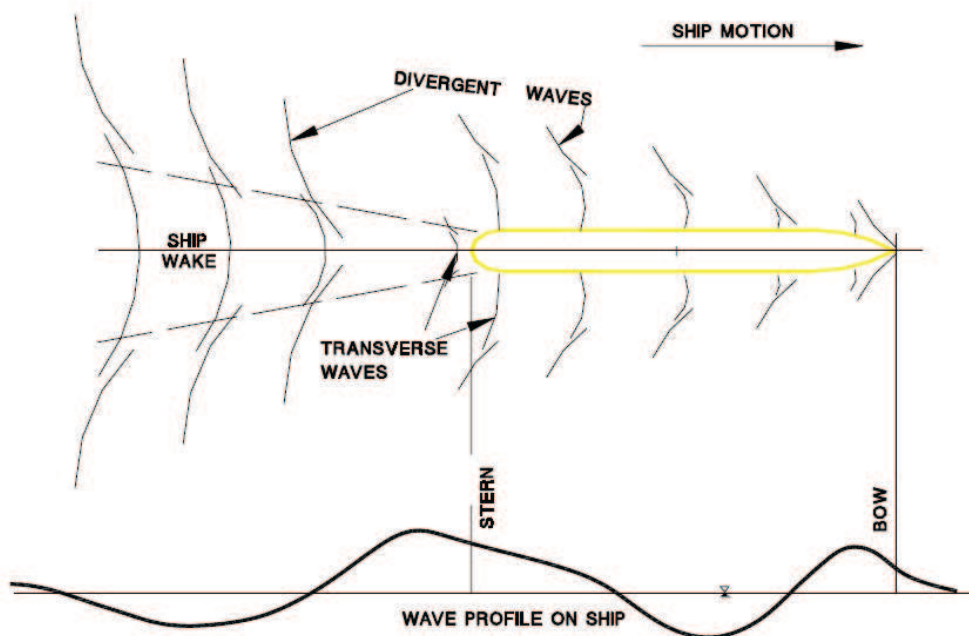 SHIP MOTION
DIVERGENT WAVES
SHIP
WAKE
TRANSVERSE
WAVES
STERN
BOW
WAVE PROFILE ON SHIP